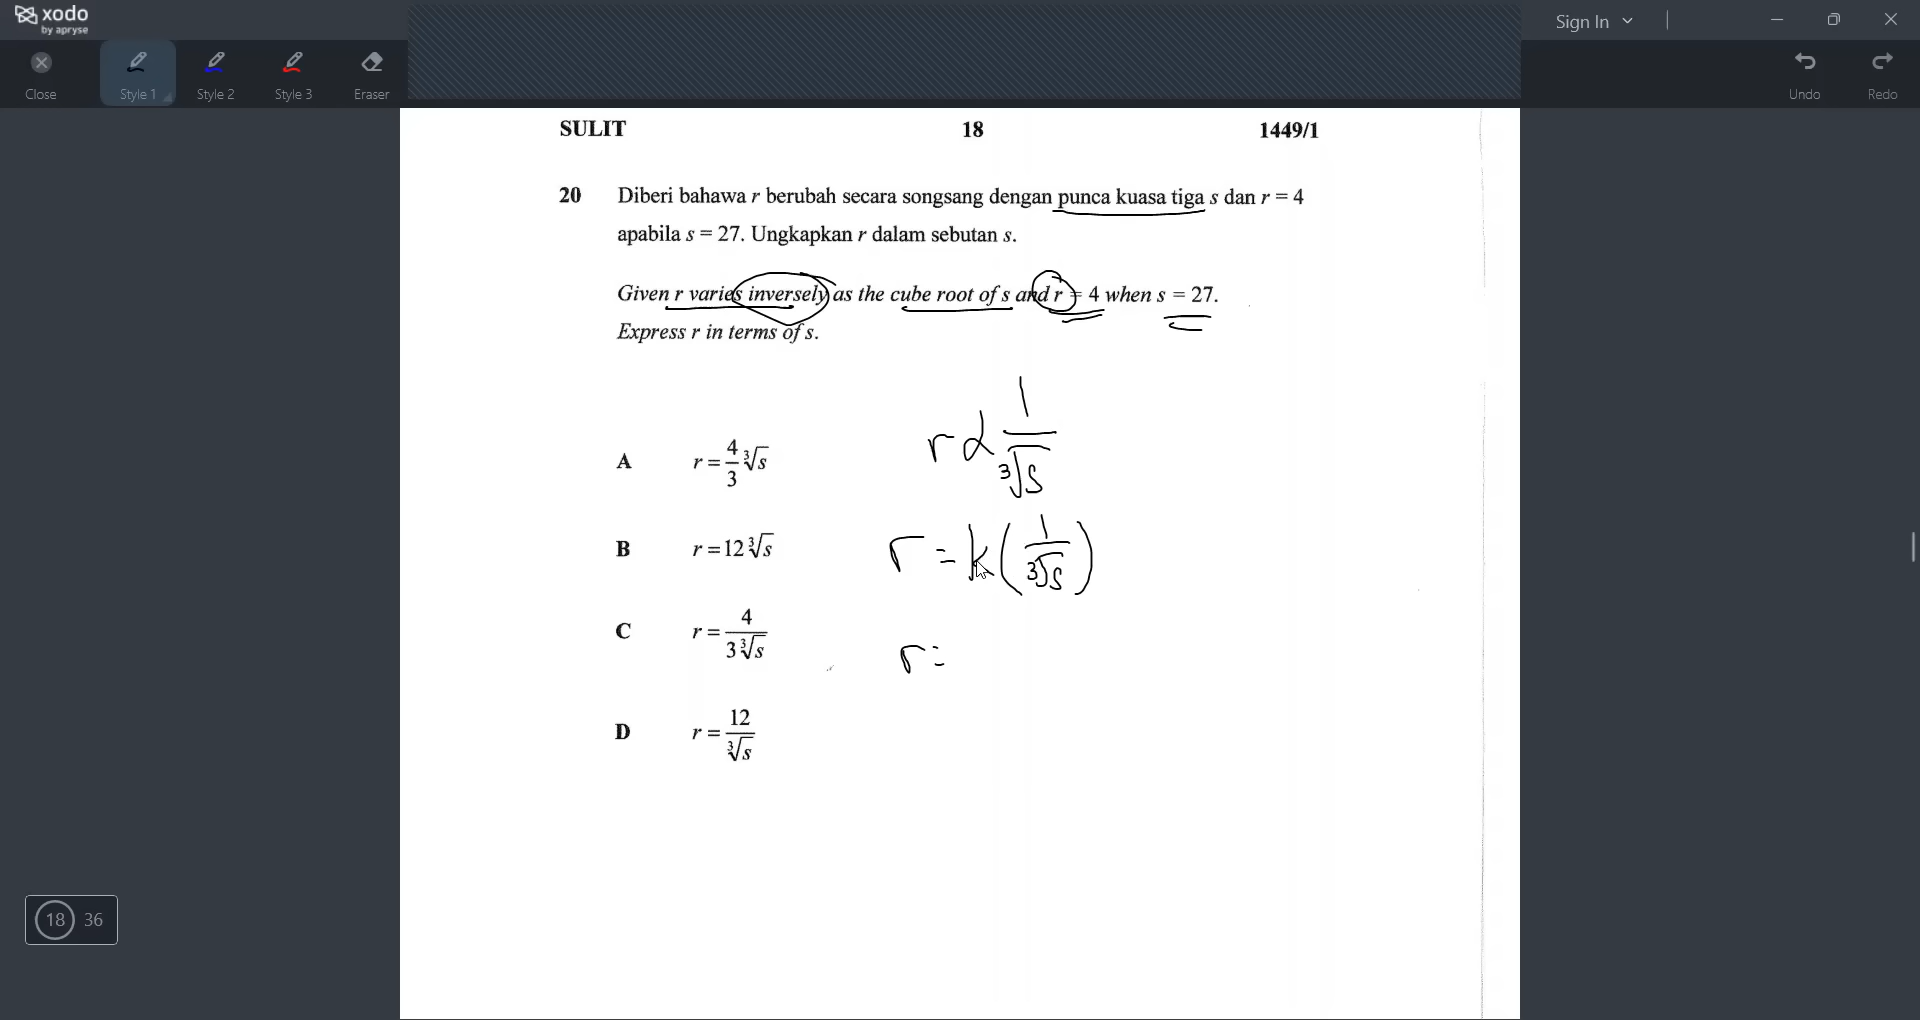 xodo
by apryse
Sign In
Close
Style 1
Style 2
Style 3
Eraser
Undo
Redo
SULIT 18 1449/1
20 Diberi bahawa r berubah secara songsang dengan punca kuasa tiga s dan r = 4
apabila s = 27. Ungkapkan r dalam sebutan s.
Given r varies inversely as the cube root of s and r = 4 when s = 27.
Express r in terms of s.
r ∝ 1/∛s
A r = 4/3 ∛s
r = k(1/∛s)
B r = 12∛s
C r = 4/(3∛s)
r =
D r = 12/∛s
18 36